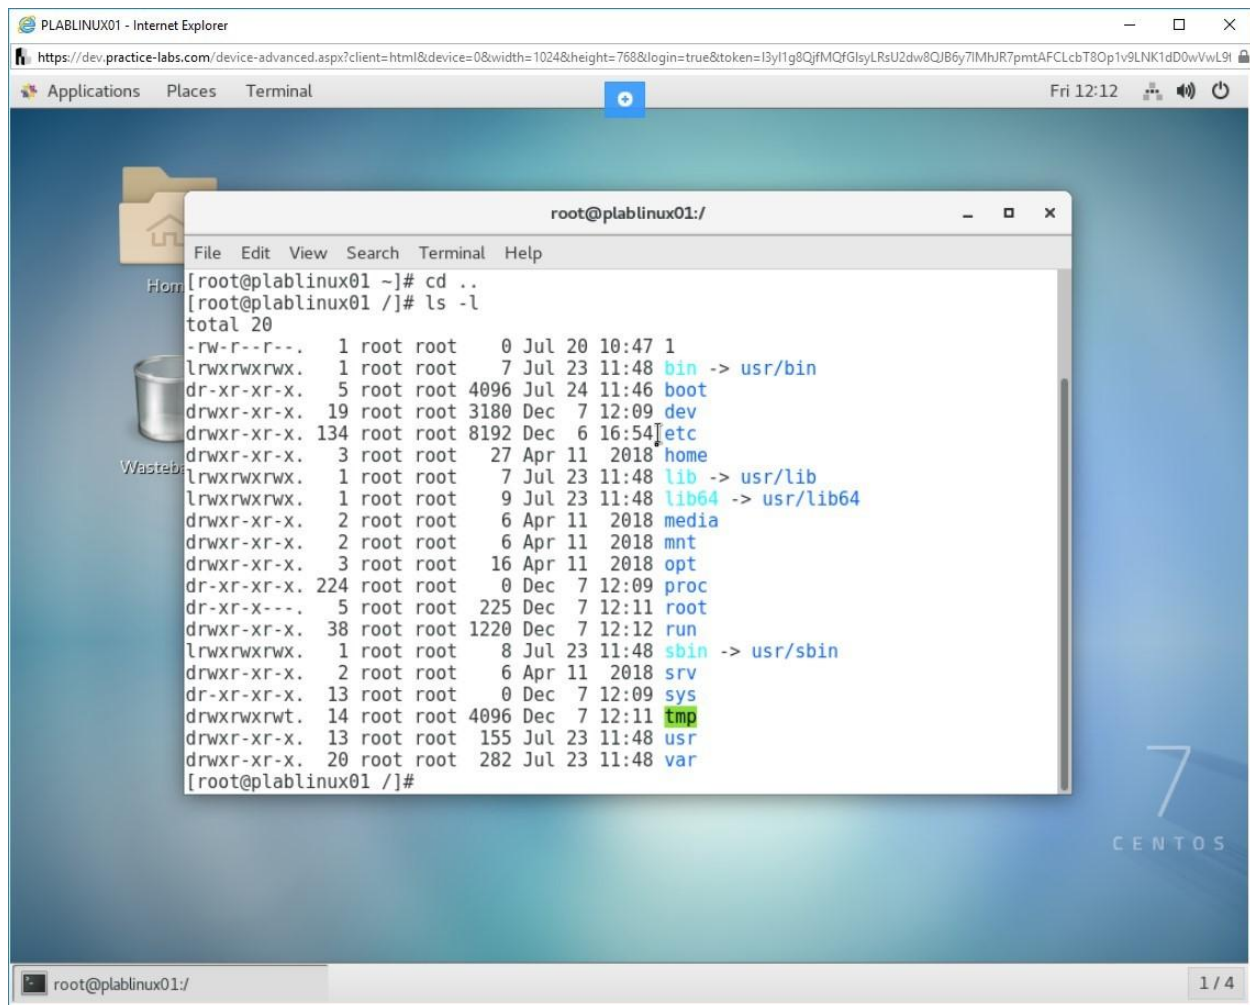 PLABLINUX01 - Internet Explorer
Applications Places Terminal Fri 12:12
Home
Wasteb
root@plablinux01:/
File Edit View Search Terminal Help
[root@plablinux01 ~]# cd ..
[root@plablinux01 /]# ls -l
total 20
-rw-r--r--. 1 root root 0 Jul 20 10:47 1
lrwxrwxrwx. 1 root root 7 Jul 23 11:48 bin -> usr/bin
dr-xr-xr-x. 5 root root 4096 Jul 24 11:46 boot
drwxr-xr-x. 19 root root 3180 Dec 7 12:09 dev
drwxr-xr-x. 134 root root 8192 Dec 6 16:54 etc
drwxr-xr-x. 3 root root 27 Apr 11 2018 home
lrwxrwxrwx. 1 root root 7 Jul 23 11:48 lib -> usr/lib
lrwxrwxrwx. 1 root root 9 Jul 23 11:48 lib64 -> usr/lib64
drwxr-xr-x. 2 root root 6 Apr 11 2018 media
drwxr-xr-x. 2 root root 6 Apr 11 2018 mnt
drwxr-xr-x. 3 root root 16 Apr 11 2018 opt
dr-xr-xr-x. 224 root root 0 Dec 7 12:09 proc
dr-xr-x---. 5 root root 225 Dec 7 12:11 root
drwxr-xr-x. 38 root root 1220 Dec 7 12:12 run
lrwxrwxrwx. 1 root root 8 Jul 23 11:48 sbin -> usr/sbin
drwxr-xr-x. 2 root root 6 Apr 11 2018 srv
dr-xr-xr-x. 13 root root 0 Dec 7 12:09 sys
drwxrwxrwt. 14 root root 4096 Dec 7 12:11 tmp
drwxr-xr-x. 13 root root 155 Jul 23 11:48 usr
drwxr-xr-x. 20 root root 282 Jul 23 11:48 var
[root@plablinux01 /]#
7
CENTOS
root@plablinux01:/ 1 / 4